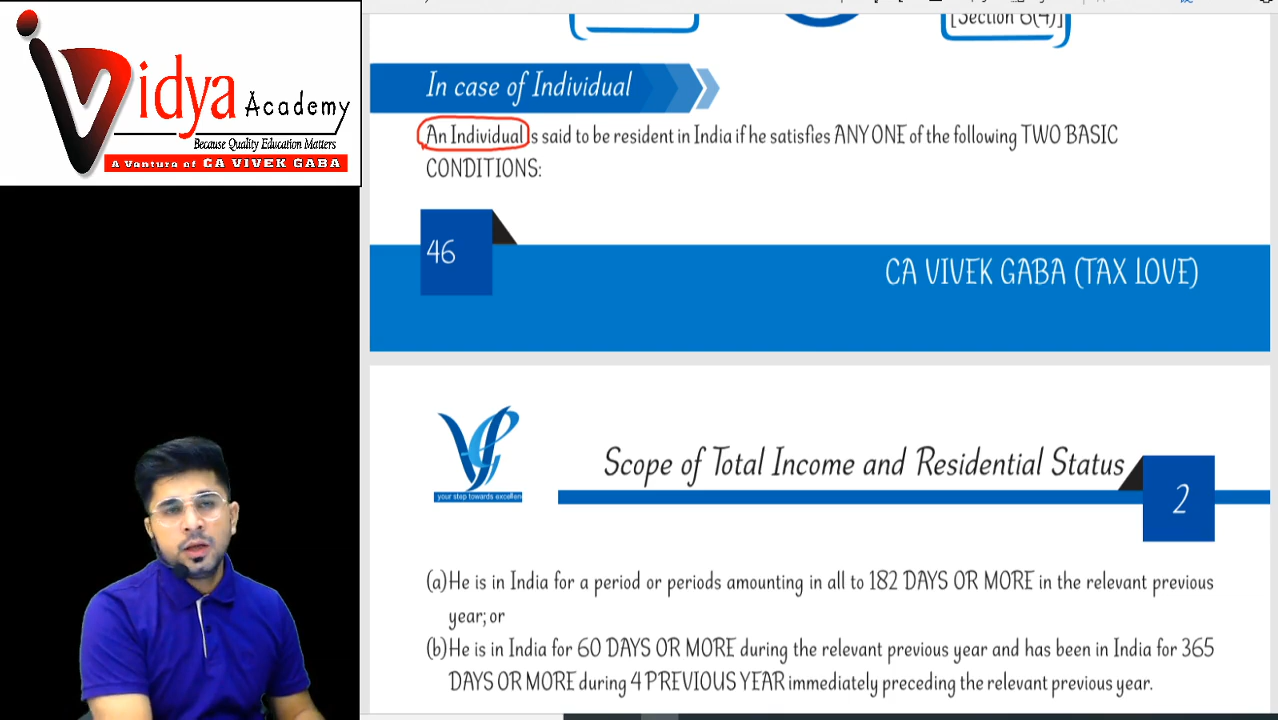 Vidya Academy
Because Quality Education Matters
A Ventura of CA VIVEK GABA
[Section 6(4)]
In case of Individual
An Individual is said to be resident in India if he satisfies ANY ONE of the following TWO BASIC
CONDITIONS:
46
CA VIVEK GABA (TAX LOVE)
your step towards excellen
Scope of Total Income and Residential Status
2
(a)He is in India for a period or periods amounting in all to 182 DAYS OR MORE in the relevant previous
year; or
(b)He is in India for 60 DAYS OR MORE during the relevant previous year and has been in India for 365
DAYS OR MORE during 4 PREVIOUS YEAR immediately preceding the relevant previous year.